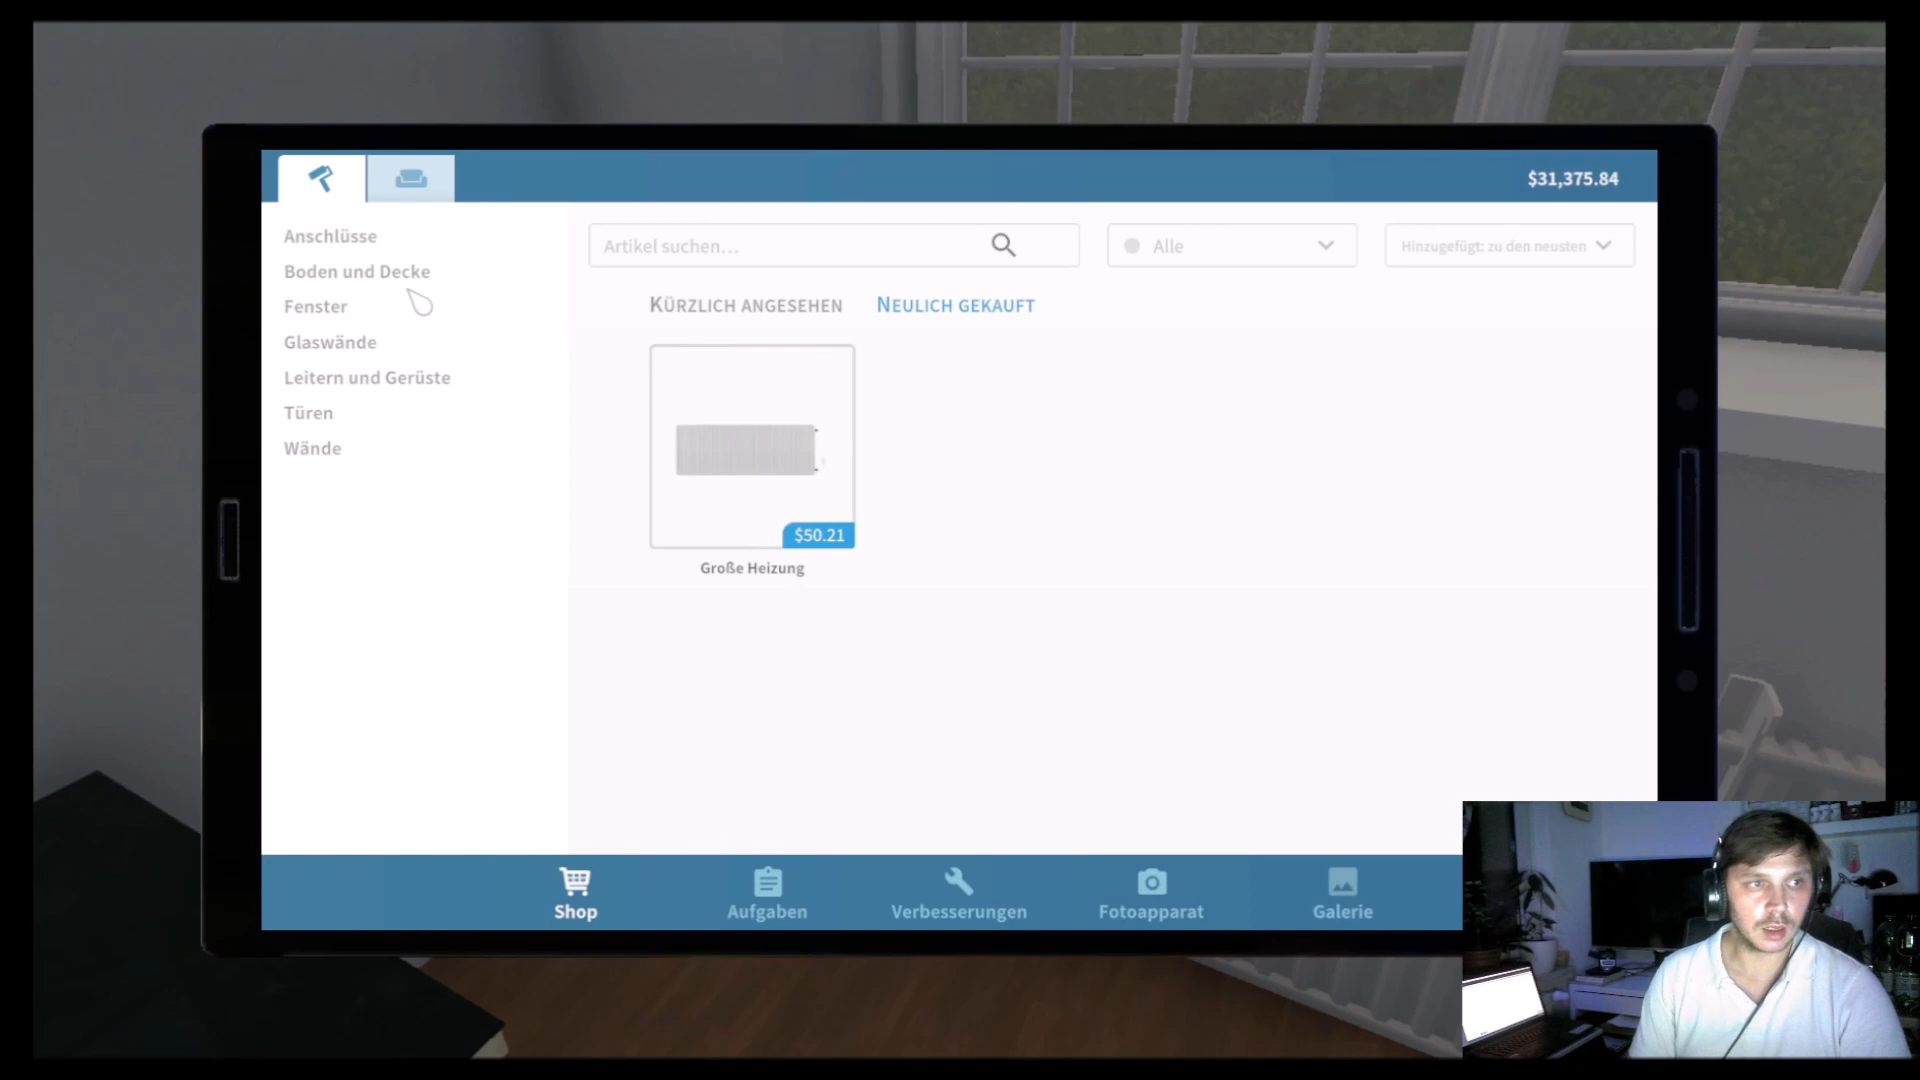 $31,375.84
Anschlüsse
Boden und Decke
Fenster
Glaswände
Leitern und Gerüste
Türen
Wände
Artikel suchen...
Alle
Hinzugefügt: zu den neusten
KÜRZLICH ANGESEHEN
NEULICH GEKAUFT
$50.21
Große Heizung
Shop
Aufgaben
Verbesserungen
Fotoapparat
Galerie